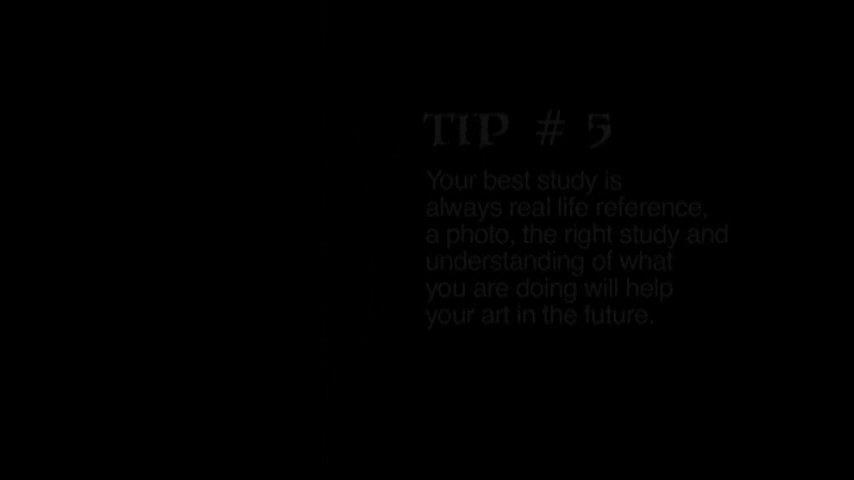 TIP # 5
Your best study is
always real life reference,
a photo, the right study and
understanding of what
you are doing will help
your art in the future.